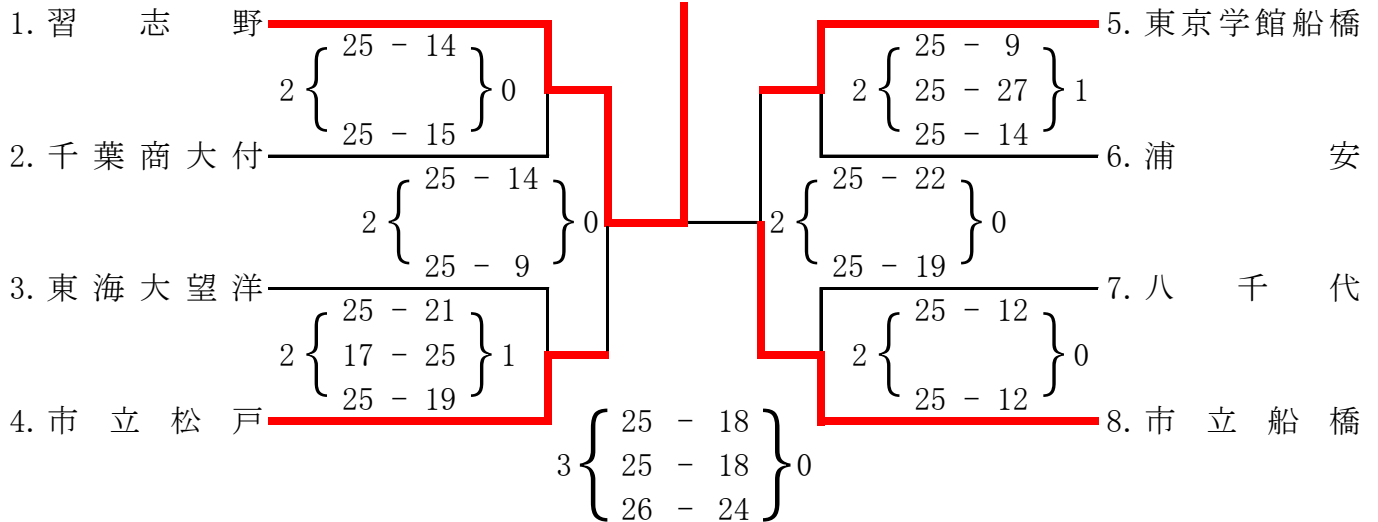 1. 習志野
25 - 14
2 0
25 - 15
2. 千葉商大付
25 - 14
2 0
25 - 9
3. 東海大望洋
25 - 21
2 17 - 25 1
25 - 19
4. 市立松戸
5. 東京学館船橋
25 - 9
2 25 - 27 1
25 - 14
6. 浦安
25 - 22
2 0
25 - 19
7. 八千代
25 - 12
2 0
25 - 12
8. 市立船橋
25 - 18
3 25 - 18 0
26 - 24